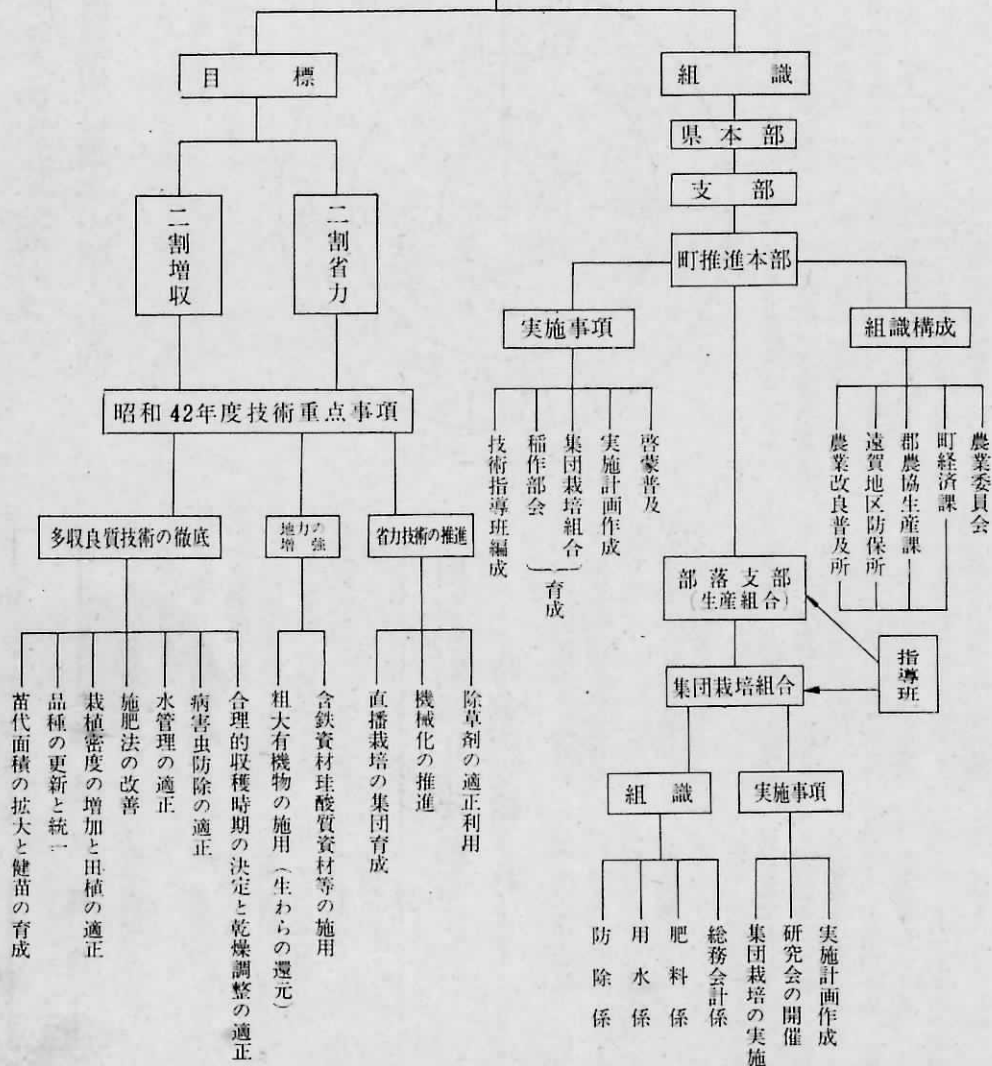 目標
組織
県本部
支部
町推進本部
二割増収
二割省力
実施事項
組織構成
昭和42年度技術重点事項
啓蒙普及
実施計画作成
集団栽培組合
稲作部会
育成
技術指導班編成
農業委員会
町経済課
郡農協生産課
遠賀地区防保所
農業改良普及所
多収良質技術の徹底
地力の増強
省力技術の推進
部落支部
(生産組合)
指導班
集団栽培組合
組織
実施事項
除草剤の適正利用
機械化の推進
直播栽培の集団育成
含鉄資材珪酸質資材等の施用
粗大有機物の施用(生わらの還元)
合理的収穫時期の決定と乾燥調整の適正
病害虫防除の適正
水管理の適正
施肥法の改善
栽植密度の増加と田植の適正
品種の更新と統一
苗代面積の拡大と健苗の育成
実施計画作成
研究会の開催
集団栽培の実施
総務会計係
肥料係
用水係
防除係